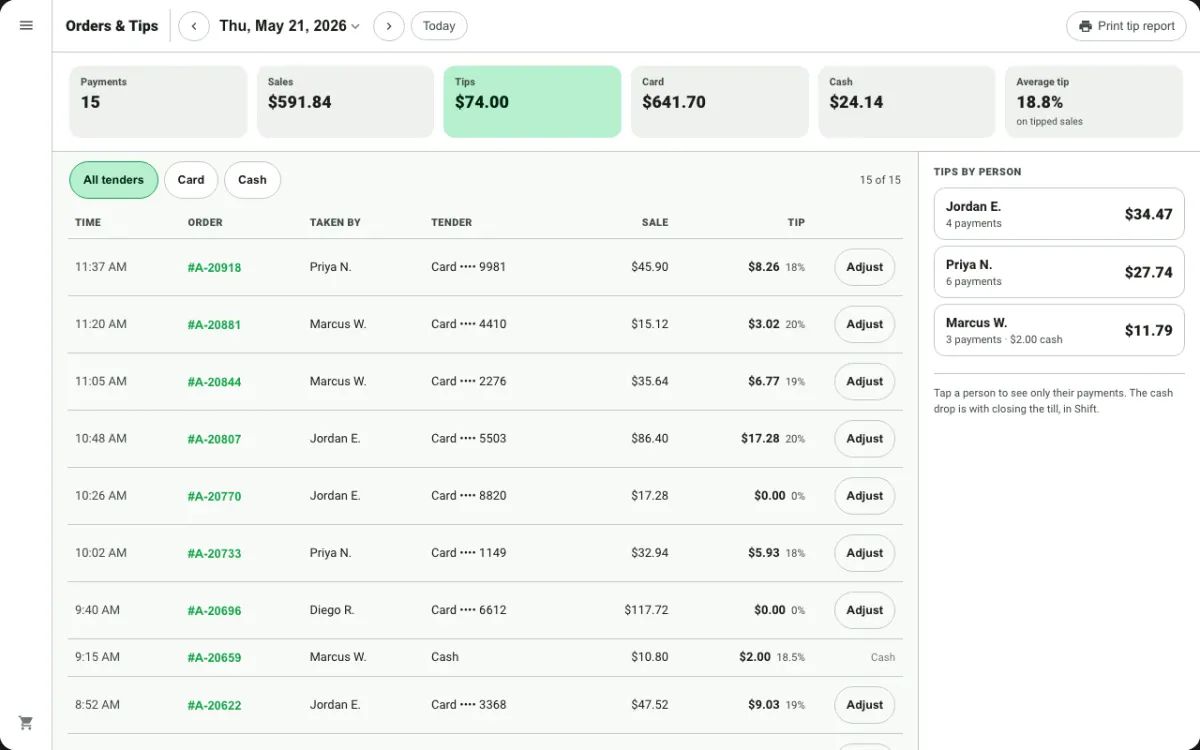 Orders & Tips
Thu, May 21, 2026
Today
Print tip report
Payments
15
Sales
$591.84
Tips
$74.00
Card
$641.70
Cash
$24.14
Average tip
18.8%
on tipped sales
All tenders
Card
Cash
15 of 15
TIME ORDER TAKEN BY TENDER SALE TIP
11:37 AM #A-20918 Priya N. Card •••• 9981 $45.90 $8.26 18% Adjust
11:20 AM #A-20881 Marcus W. Card •••• 4410 $15.12 $3.02 20% Adjust
11:05 AM #A-20844 Marcus W. Card •••• 2276 $35.64 $6.77 19% Adjust
10:48 AM #A-20807 Jordan E. Card •••• 5503 $86.40 $17.28 20% Adjust
10:26 AM #A-20770 Jordan E. Card •••• 8820 $17.28 $0.00 0% Adjust
10:02 AM #A-20733 Priya N. Card •••• 1149 $32.94 $5.93 18% Adjust
9:40 AM #A-20696 Diego R. Card •••• 6612 $117.72 $0.00 0% Adjust
9:15 AM #A-20659 Marcus W. Cash $10.80 $2.00 18.5% Cash
8:52 AM #A-20622 Jordan E. Card •••• 3368 $47.52 $9.03 19% Adjust
TIPS BY PERSON
Jordan E.
4 payments
$34.47
Priya N.
6 payments
$27.74
Marcus W.
3 payments · $2.00 cash
$11.79
Tap a person to see only their payments. The cash
drop is with closing the till, in Shift.